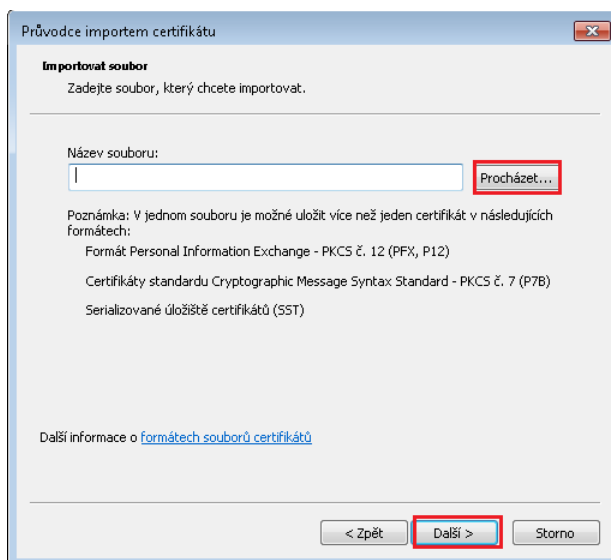 Průvodce importem certifikátu
Importovat soubor
Zadejte soubor, který chcete importovat.
Název souboru:
Procházet...
Poznámka: V jednom souboru je možné uložit více než jeden certifikát v následujících
formátech:
Formát Personal Information Exchange - PKCS č. 12 (PFX, P12)
Certifikáty standardu Cryptographic Message Syntax Standard - PKCS č. 7 (P7B)
Serializované úložiště certifikátů (SST)
Další informace o formátech souborů certifikátů
< Zpět Další > Storno